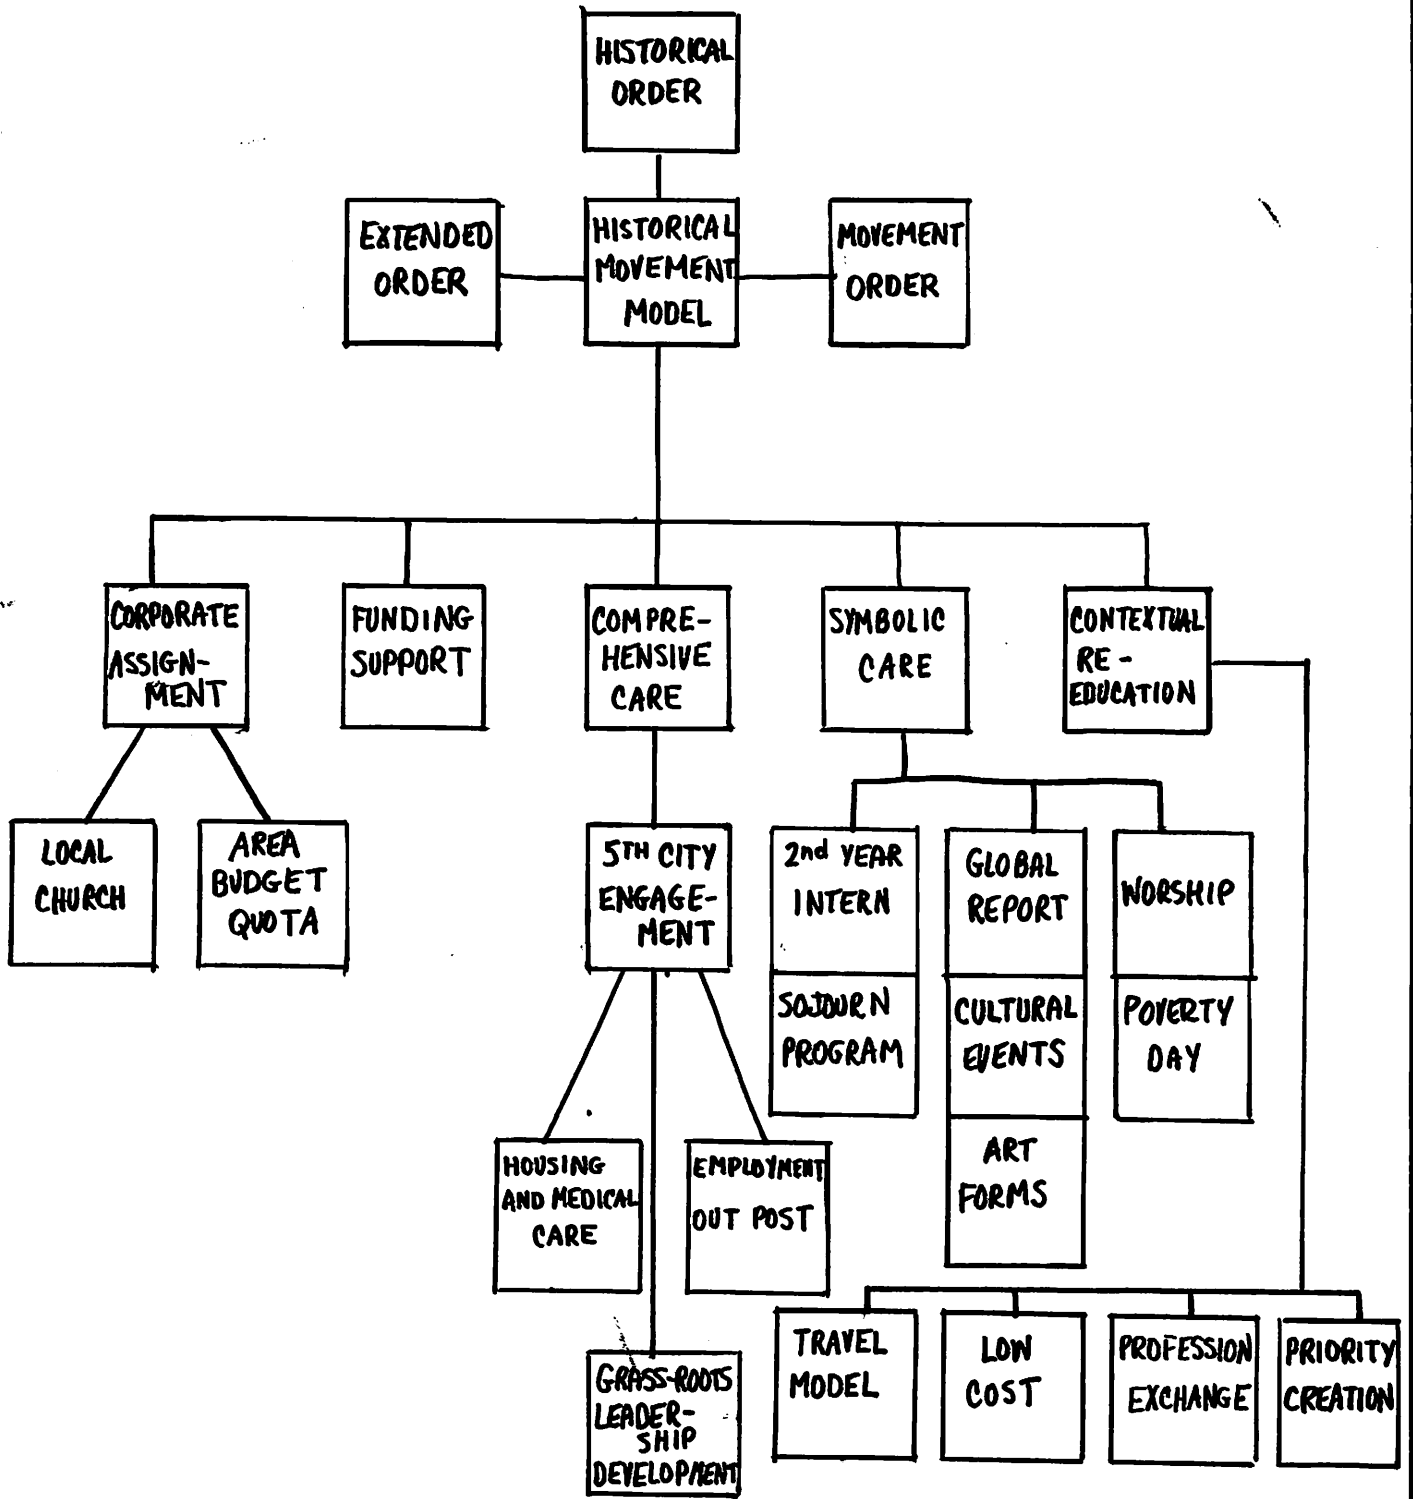 HISTORICAL
ORDER
EXTENDED
ORDER
HISTORICAL
MOVEMENT
MODEL
MOVEMENT
ORDER
CORPORATE
ASSIGN-
MENT
FUNDING
SUPPORT
COMPRE-
HENSIVE
CARE
SYMBOLIC
CARE
CONTEXTUAL
RE-
EDUCATION
LOCAL
CHURCH
AREA
BUDGET
QUOTA
5TH CITY
ENGAGE-
MENT
2nd YEAR
INTERN
GLOBAL
REPORT
WORSHIP
SOJOURN
PROGRAM
CULTURAL
EVENTS
POVERTY
DAY
ART
FORMS
HOUSING
AND MEDICAL
CARE
EMPLOYMENT
OUT POST
GRASS-ROOTS
LEADER-
SHIP
DEVELOPMENT
TRAVEL
MODEL
LOW
COST
PROFESSION
EXCHANGE
PRIORITY
CREATION